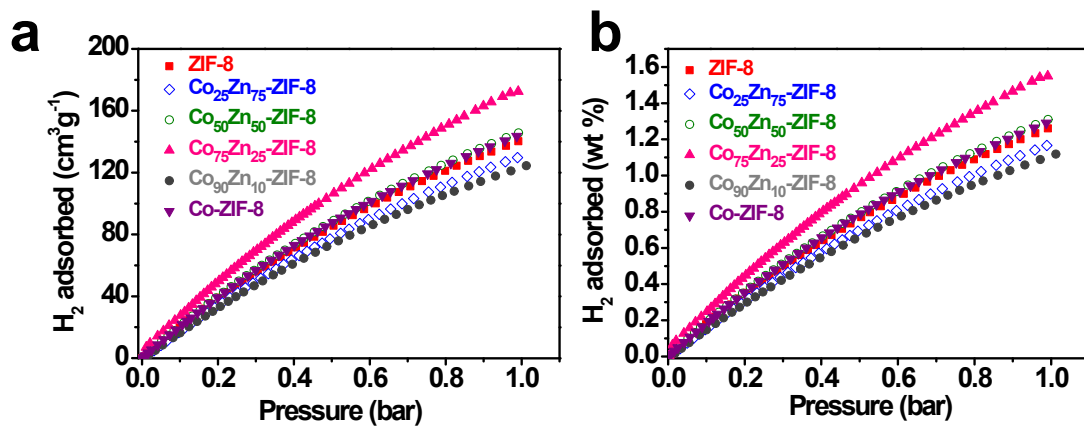 a
200
160
120
80
40
0
H2 adsorbed (cm3g-1)
ZIF-8
Co25Zn75-ZIF-8
Co50Zn50-ZIF-8
Co75Zn25-ZIF-8
Co90Zn10-ZIF-8
Co-ZIF-8
0.0 0.2 0.4 0.6 0.8 1.0
Pressure (bar)
b
1.6
1.4
1.2
1.0
0.8
0.6
0.4
0.2
0.0
H2 adsorbed (wt %)
ZIF-8
Co25Zn75-ZIF-8
Co50Zn50-ZIF-8
Co75Zn25-ZIF-8
Co90Zn10-ZIF-8
Co-ZIF-8
0.0 0.2 0.4 0.6 0.8 1.0
Pressure (bar)